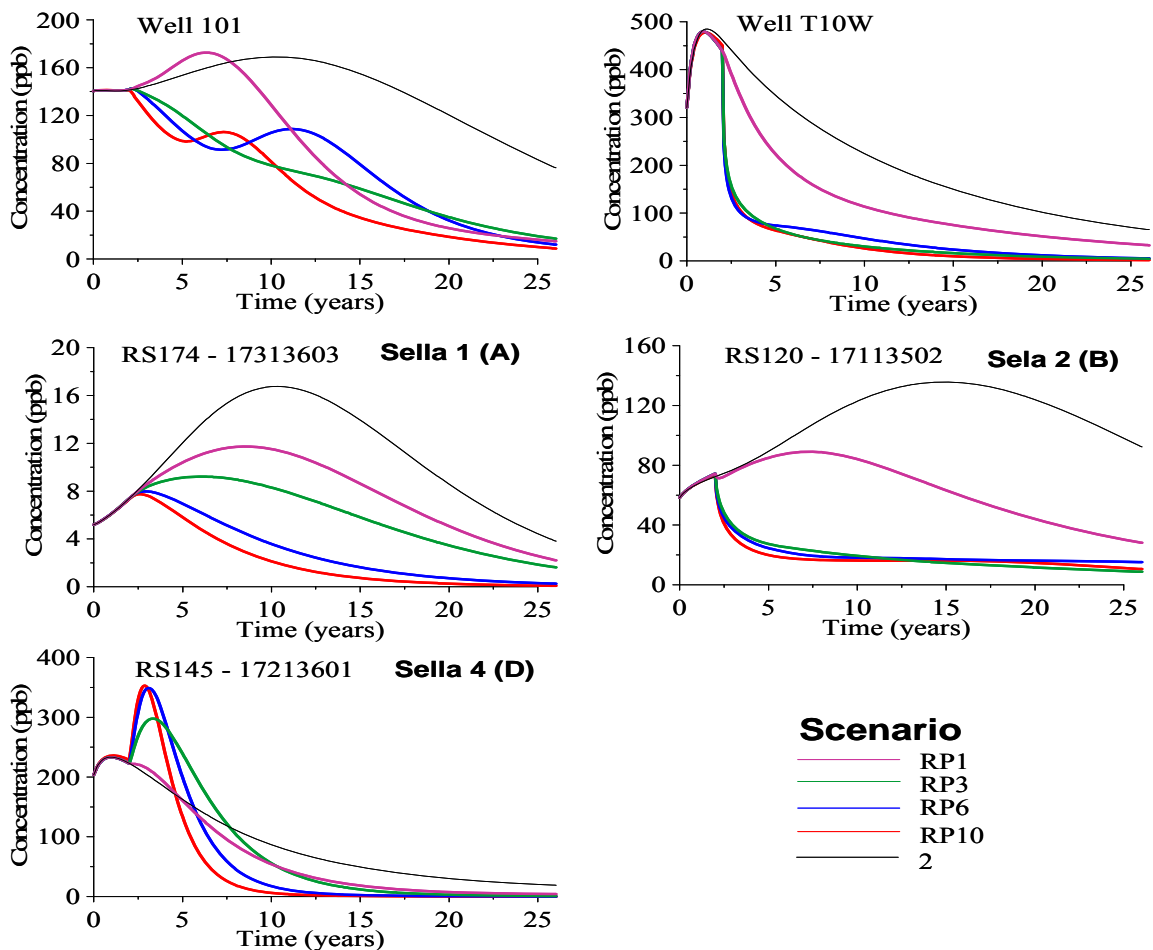 Well 101
Concentration (ppb)
200
160
120
80
40
0
0 5 10 15 20 25
Time (years)
Well T10W
Concentration (ppb)
500
400
300
200
100
0
0 5 10 15 20 25
Time (years)
RS174 - 17313603 Sella 1 (A)
Concentration (ppb)
20
16
12
8
4
0
0 5 10 15 20 25
Time (years)
RS120 - 17113502 Sela 2 (B)
Concentration (ppb)
160
120
80
40
0
0 5 10 15 20 25
Time (years)
RS145 - 17213601 Sella 4 (D)
Concentration (ppb)
400
300
200
100
0
0 5 10 15 20 25
Time (years)
Scenario
RP1
RP3
RP6
RP10
2